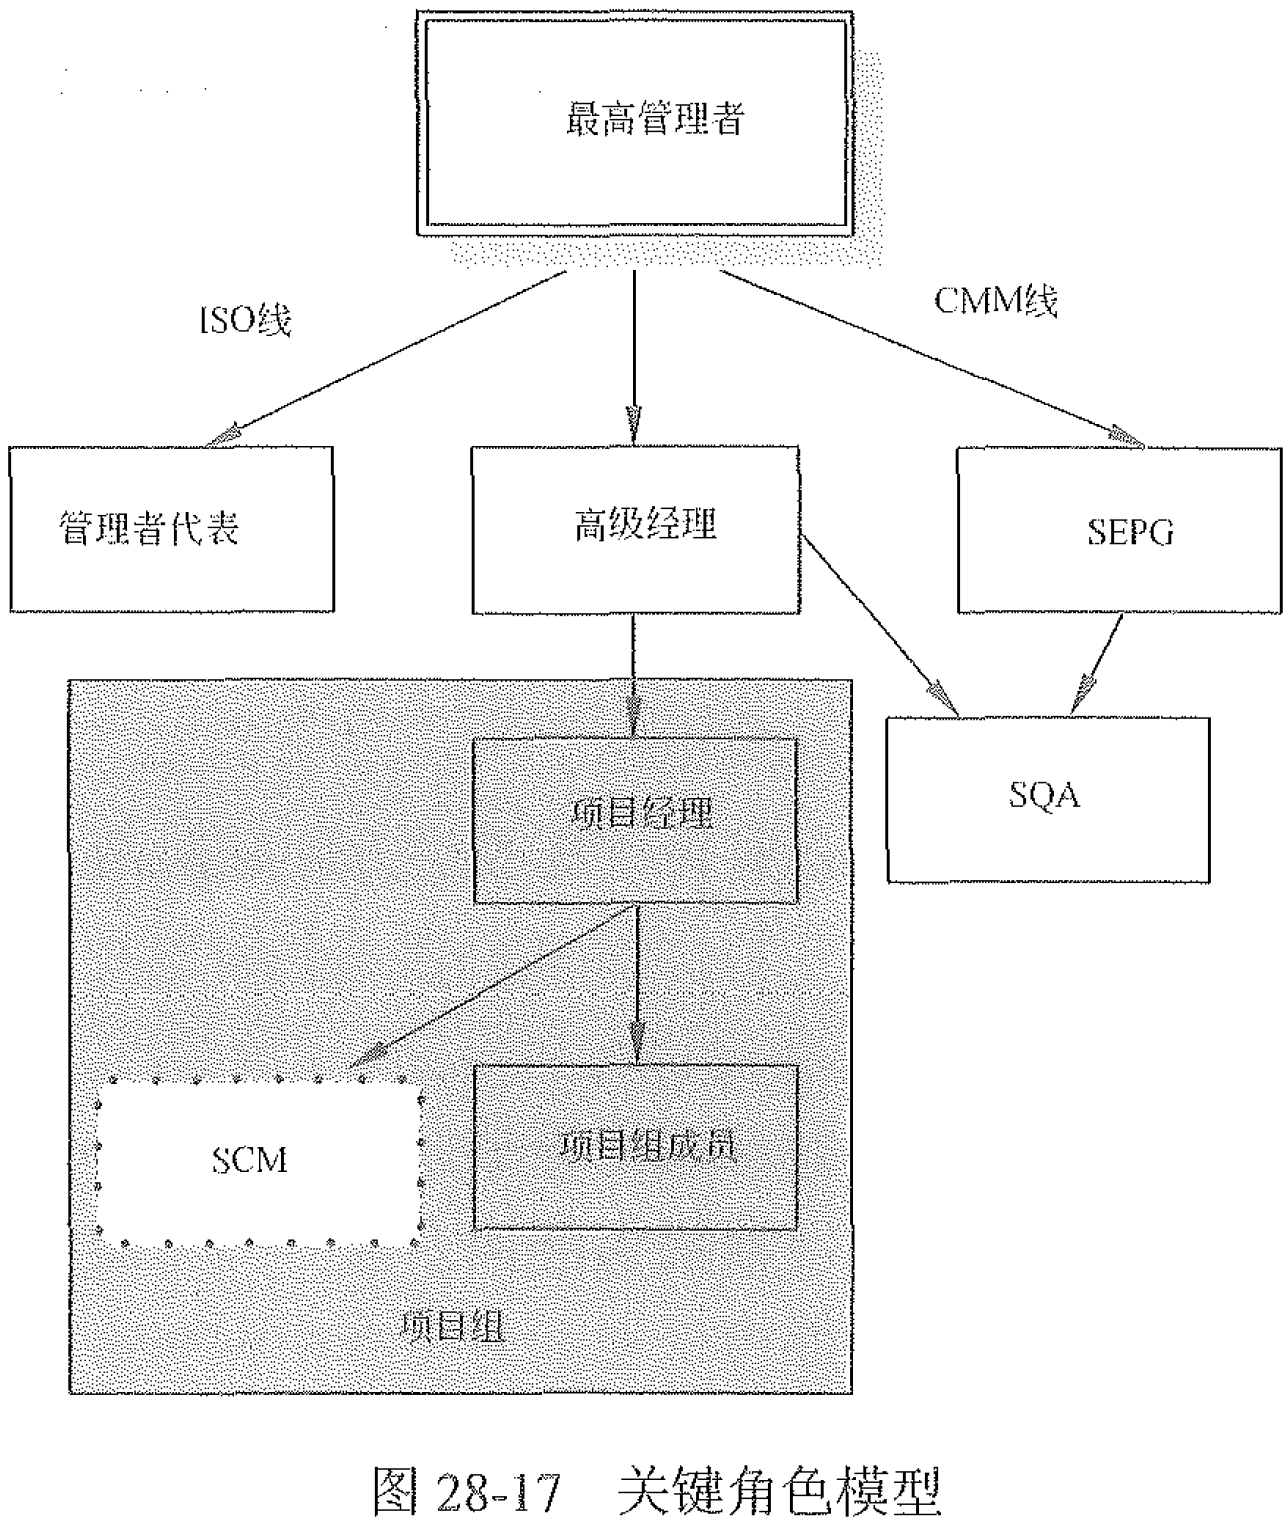 最高管理者
ISO线
CMM线
管理者代表
高级经理
SEPG
项目经理
SQA
SCM
项目组成员
项目组
图 28-17 关键角色模型